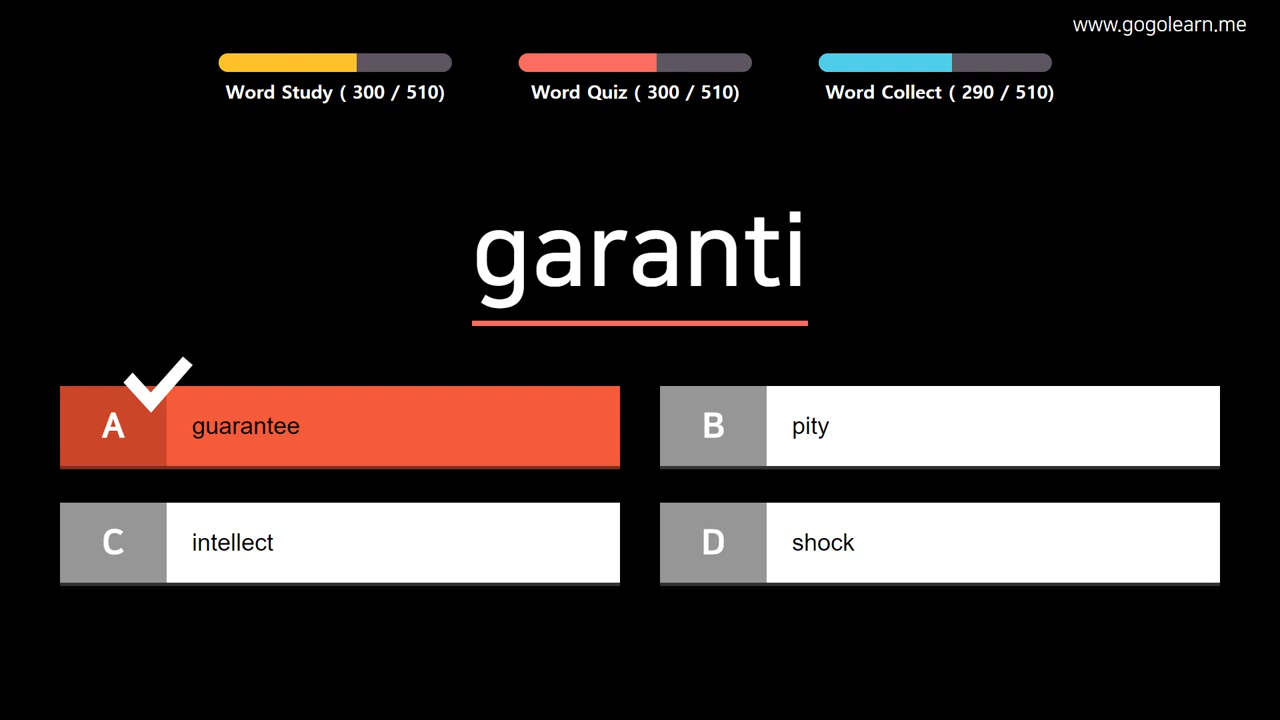 www.gogolearn.me
Word Study ( 300 / 510)
Word Quiz ( 300 / 510)
Word Collect ( 290 / 510)
garanti
A guarantee
B pity
C intellect
D shock